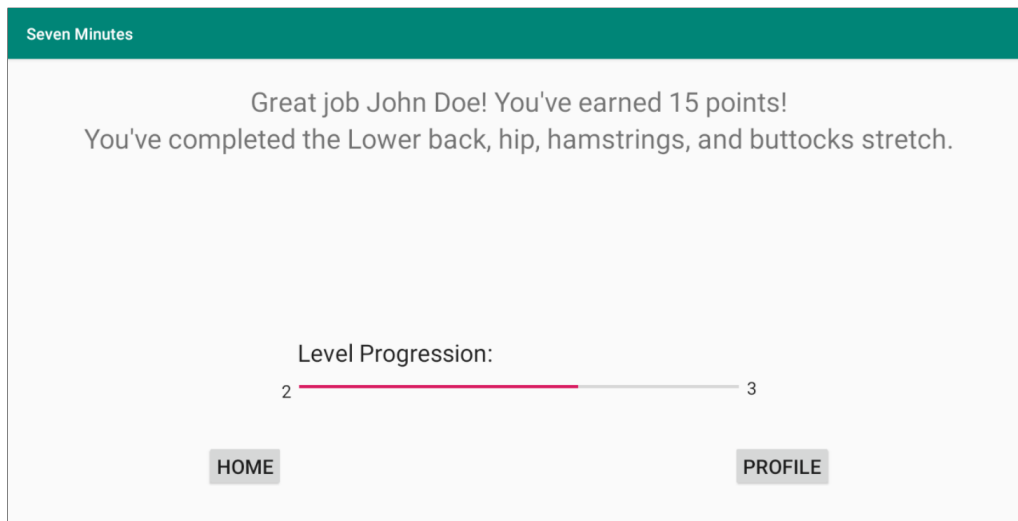 Seven Minutes
Great job John Doe! You've earned 15 points!
You've completed the Lower back, hip, hamstrings, and buttocks stretch.
Level Progression:
2 3
HOME PROFILE